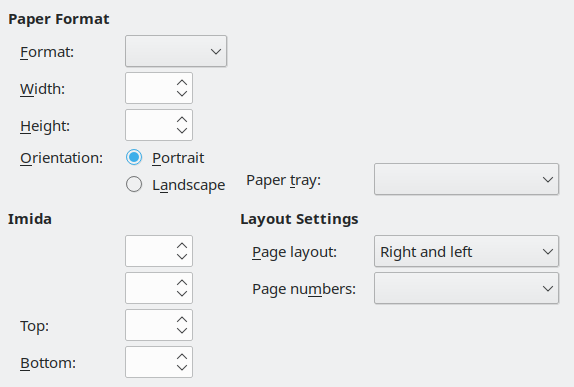 Paper Format
Format:
Width:
Height:
Orientation:
Portrait
Landscape
Paper tray:
Imida
Layout Settings
Page layout:
Right and left
Page numbers:
Top:
Bottom: